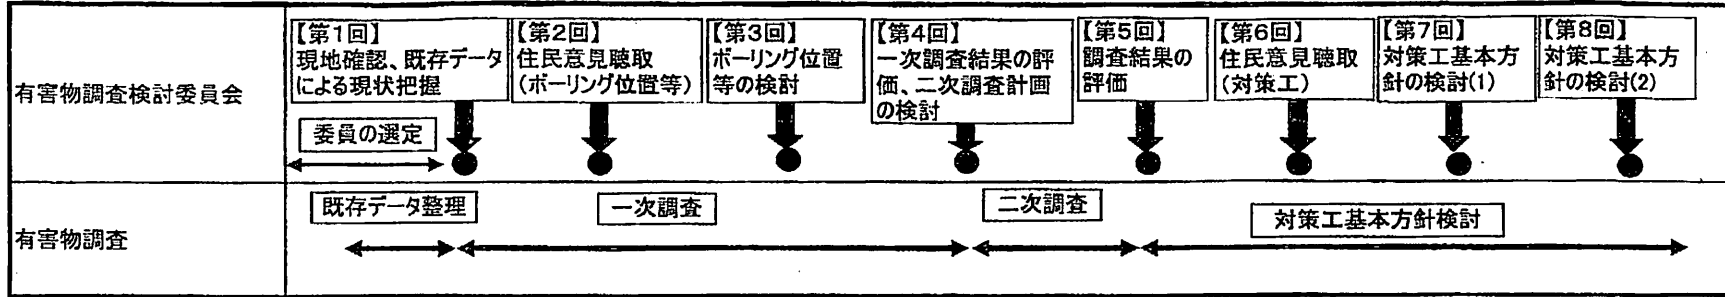 有害物調査検討委員会
【第1回】
現地確認、既存データ
による現状把握
【第2回】
住民意見聴取
(ボーリング位置等)
【第3回】
ボーリング位置
等の検討
【第4回】
一次調査結果の評
価、二次調査計画
の検討
【第5回】
調査結果の
評価
【第6回】
住民意見聴取
(対策工)
【第7回】
対策工基本方
針の検討(1)
【第8回】
対策工基本方
針の検討(2)
委員の選定
有害物調査
既存データ整理
一次調査
二次調査
対策工基本方針検討